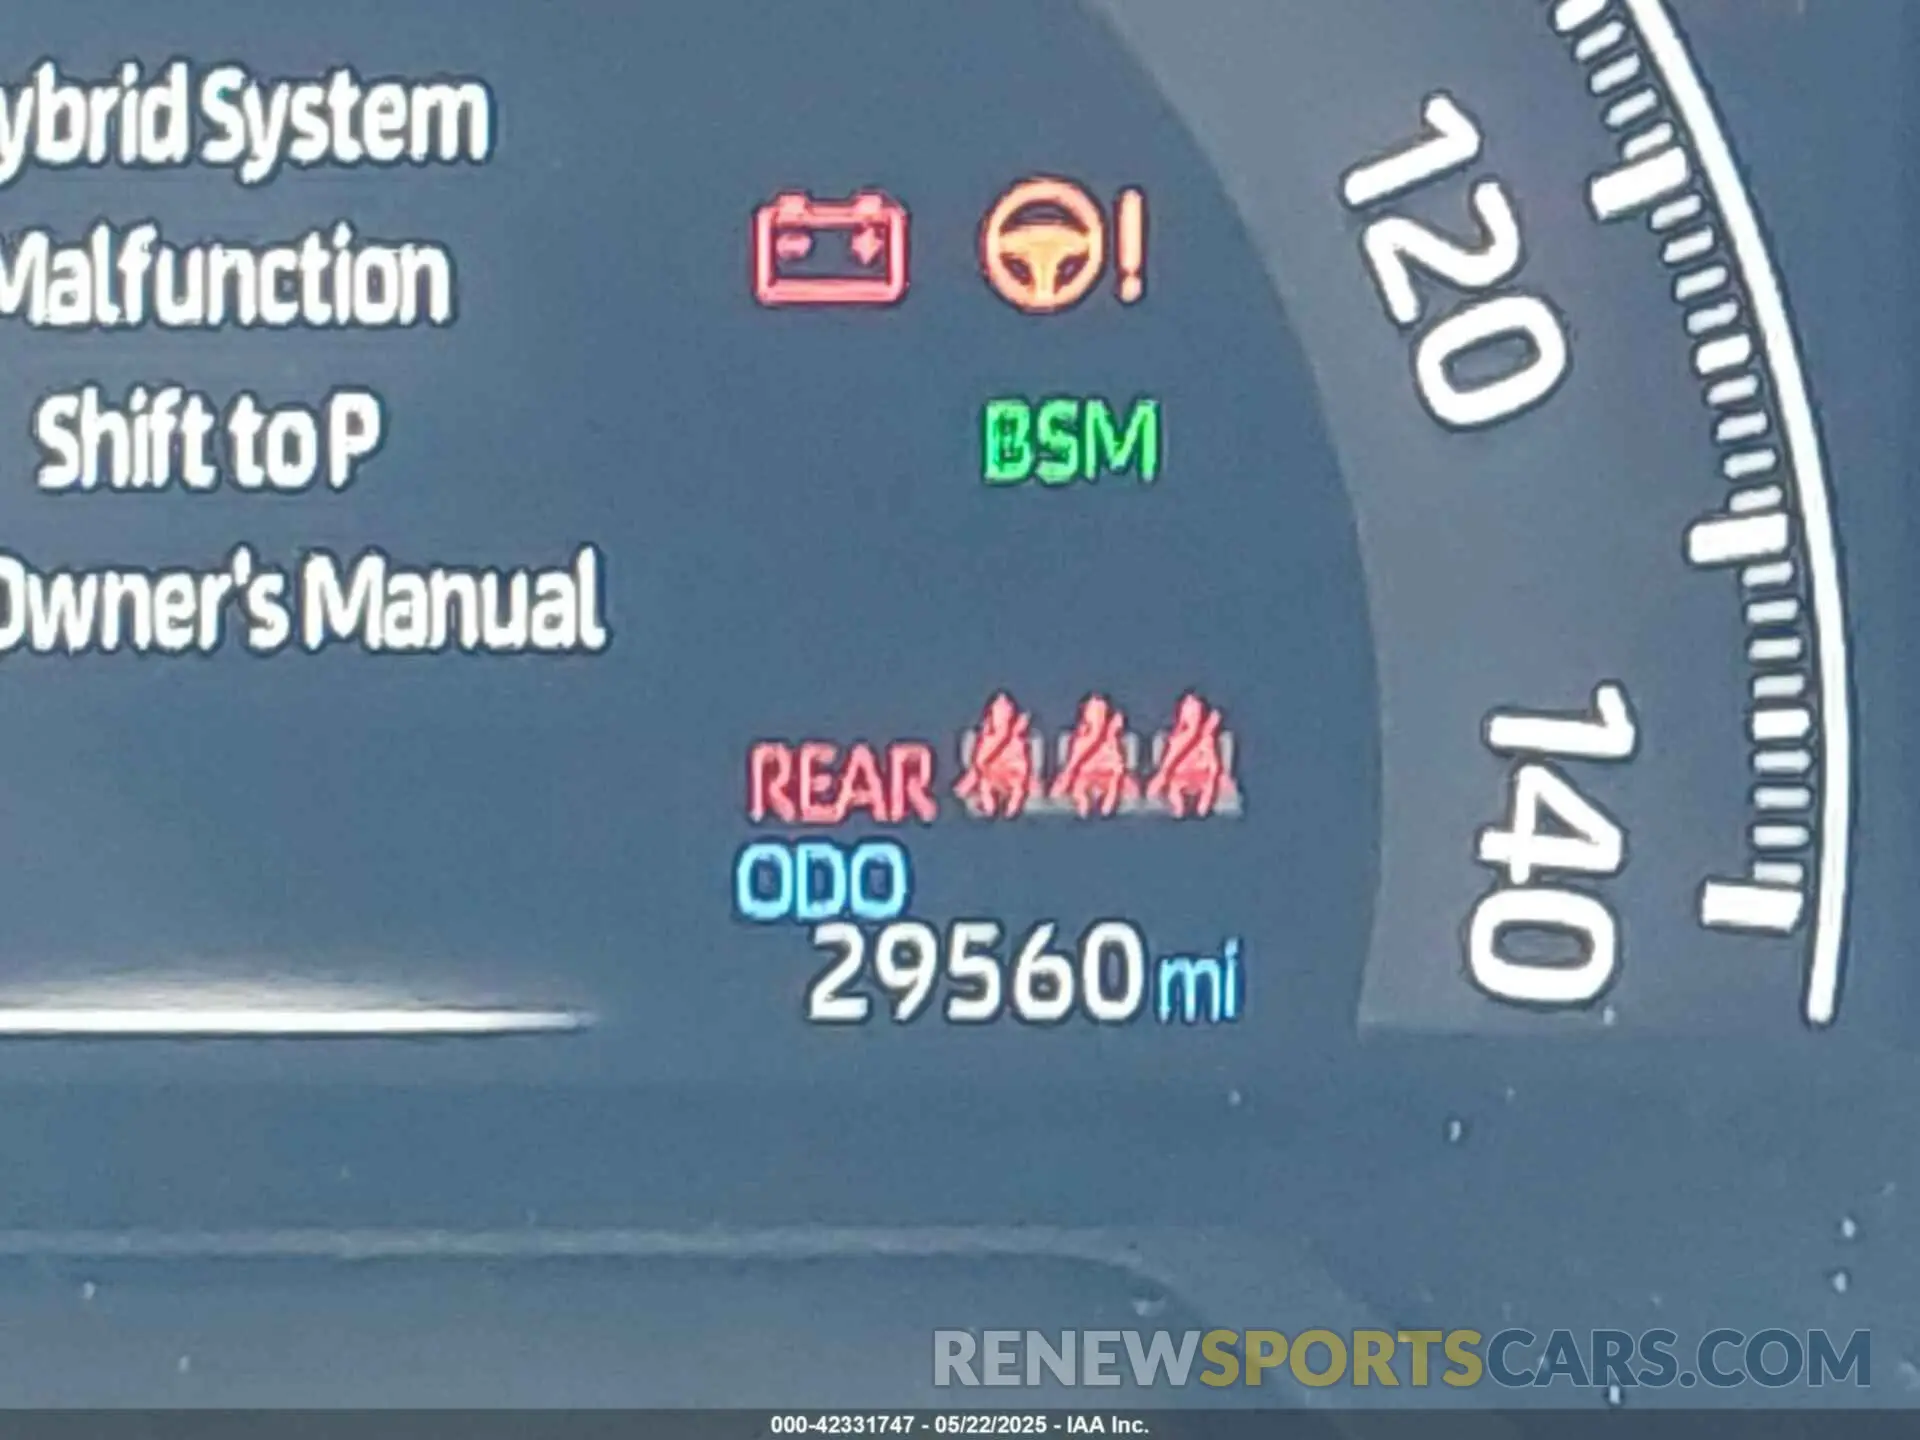 ybrid System
Malfunction
Shift to P
Owner's Manual
BSM
REAR
ODO
29560 mi
120
140
RENEWSPORTSCARS.COM
000-42331747 - 05/22/2025 - IAA Inc.